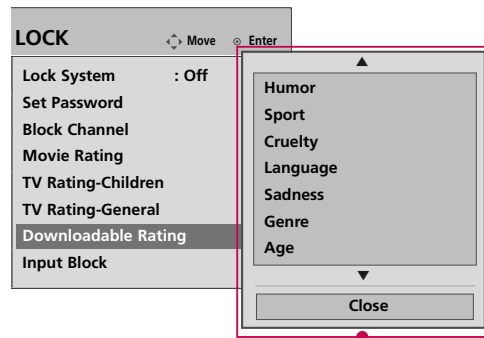 LOCK Move Enter
Lock System : Off
Set Password
Block Channel
Movie Rating
TV Rating-Children
TV Rating-General
Downloadable Rating
Input Block
Humor
Sport
Cruelty
Language
Sadness
Genre
Age
Close